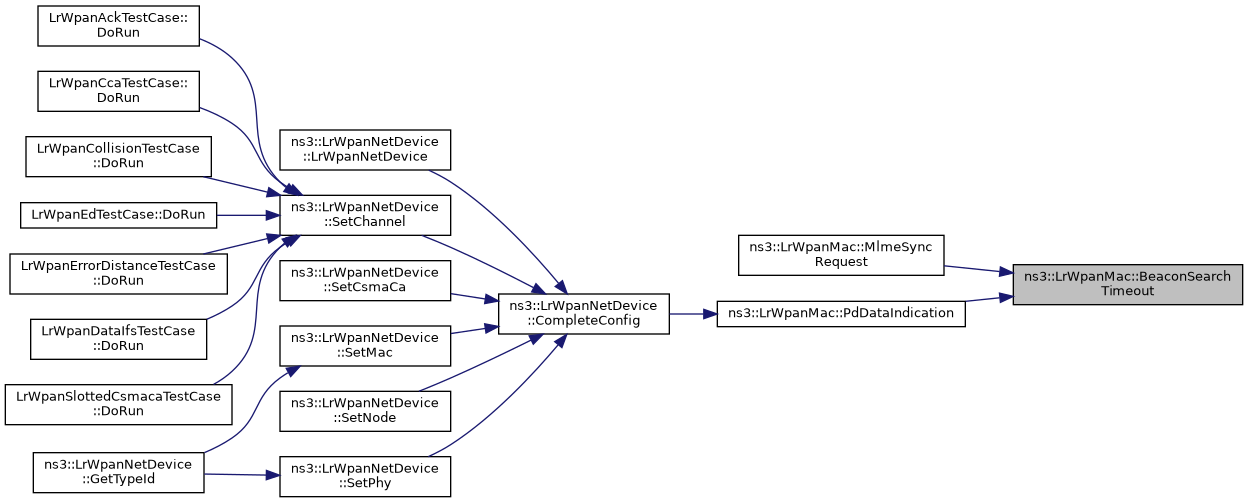 LrWpanAckTestCase::
DoRun
LrWpanCcaTestCase::
DoRun
LrWpanCollisionTestCase
::DoRun
LrWpanEdTestCase::DoRun
LrWpanErrorDistanceTestCase
::DoRun
LrWpanDataIfsTestCase
::DoRun
LrWpanSlottedCsmacaTestCase
::DoRun
ns3::LrWpanNetDevice
::GetTypeId
ns3::LrWpanNetDevice
::LrWpanNetDevice
ns3::LrWpanNetDevice
::SetChannel
ns3::LrWpanNetDevice
::SetCsmaCa
ns3::LrWpanNetDevice
::SetMac
ns3::LrWpanNetDevice
::SetNode
ns3::LrWpanNetDevice
::SetPhy
ns3::LrWpanNetDevice
::CompleteConfig
ns3::LrWpanMac::MlmeSync
Request
ns3::LrWpanMac::PdDataIndication
ns3::LrWpanMac::BeaconSearch
Timeout